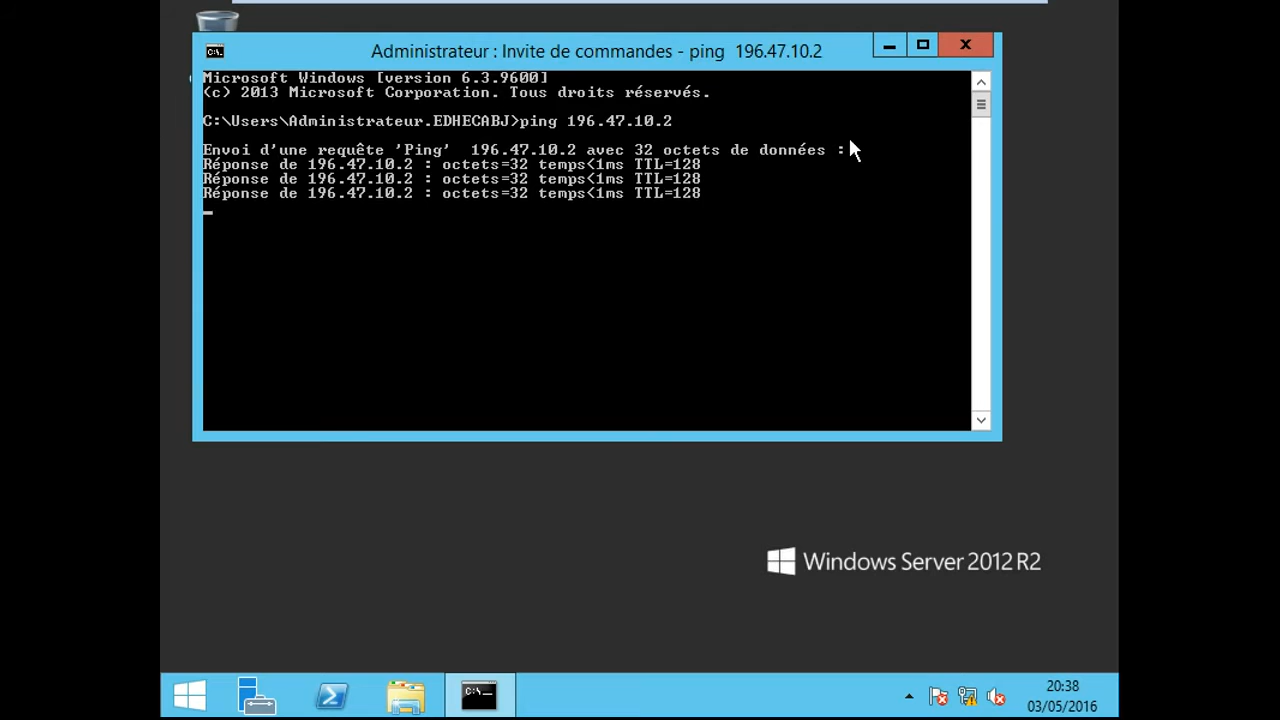 Administrateur : Invite de commandes - ping 196.47.10.2
Microsoft Windows [version 6.3.9600]
(c) 2013 Microsoft Corporation. Tous droits réservés.
C:\Users\Administrateur.EDHECABJ>ping 196.47.10.2
Envoi d'une requête 'Ping'  196.47.10.2 avec 32 octets de données :
Réponse de 196.47.10.2 : octets=32 temps<1ms TTL=128
Réponse de 196.47.10.2 : octets=32 temps<1ms TTL=128
Réponse de 196.47.10.2 : octets=32 temps<1ms TTL=128
Windows Server 2012 R2
20:38
03/05/2016